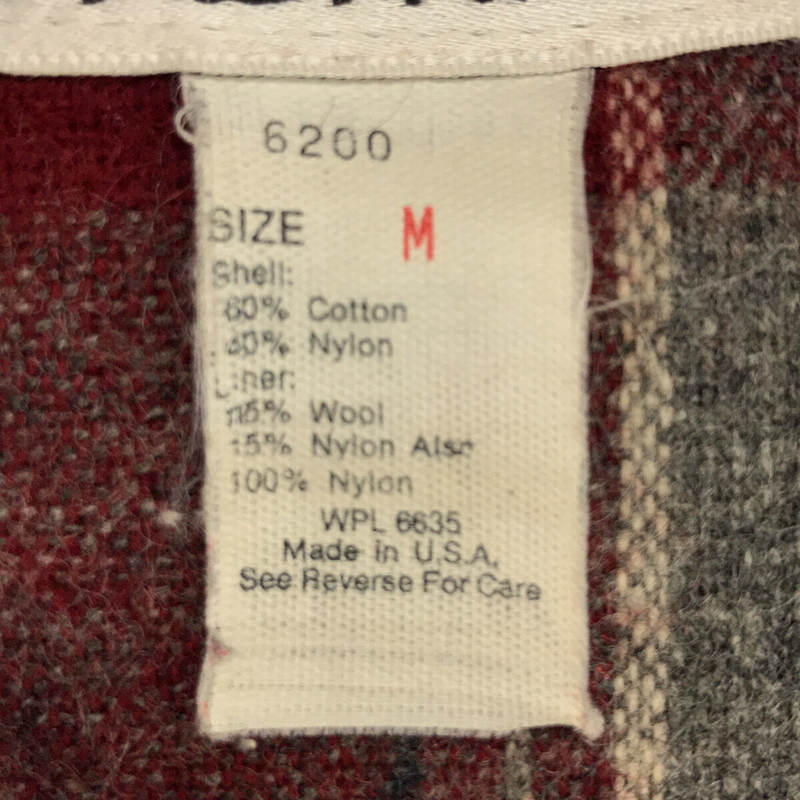 6200
SIZE M
Shell:
60% Cotton
40% Nylon
Liner:
Wool
15% Nylon Also
100% Nylon
WPL 6635
Made in U.S.A.
See Reverse For Care